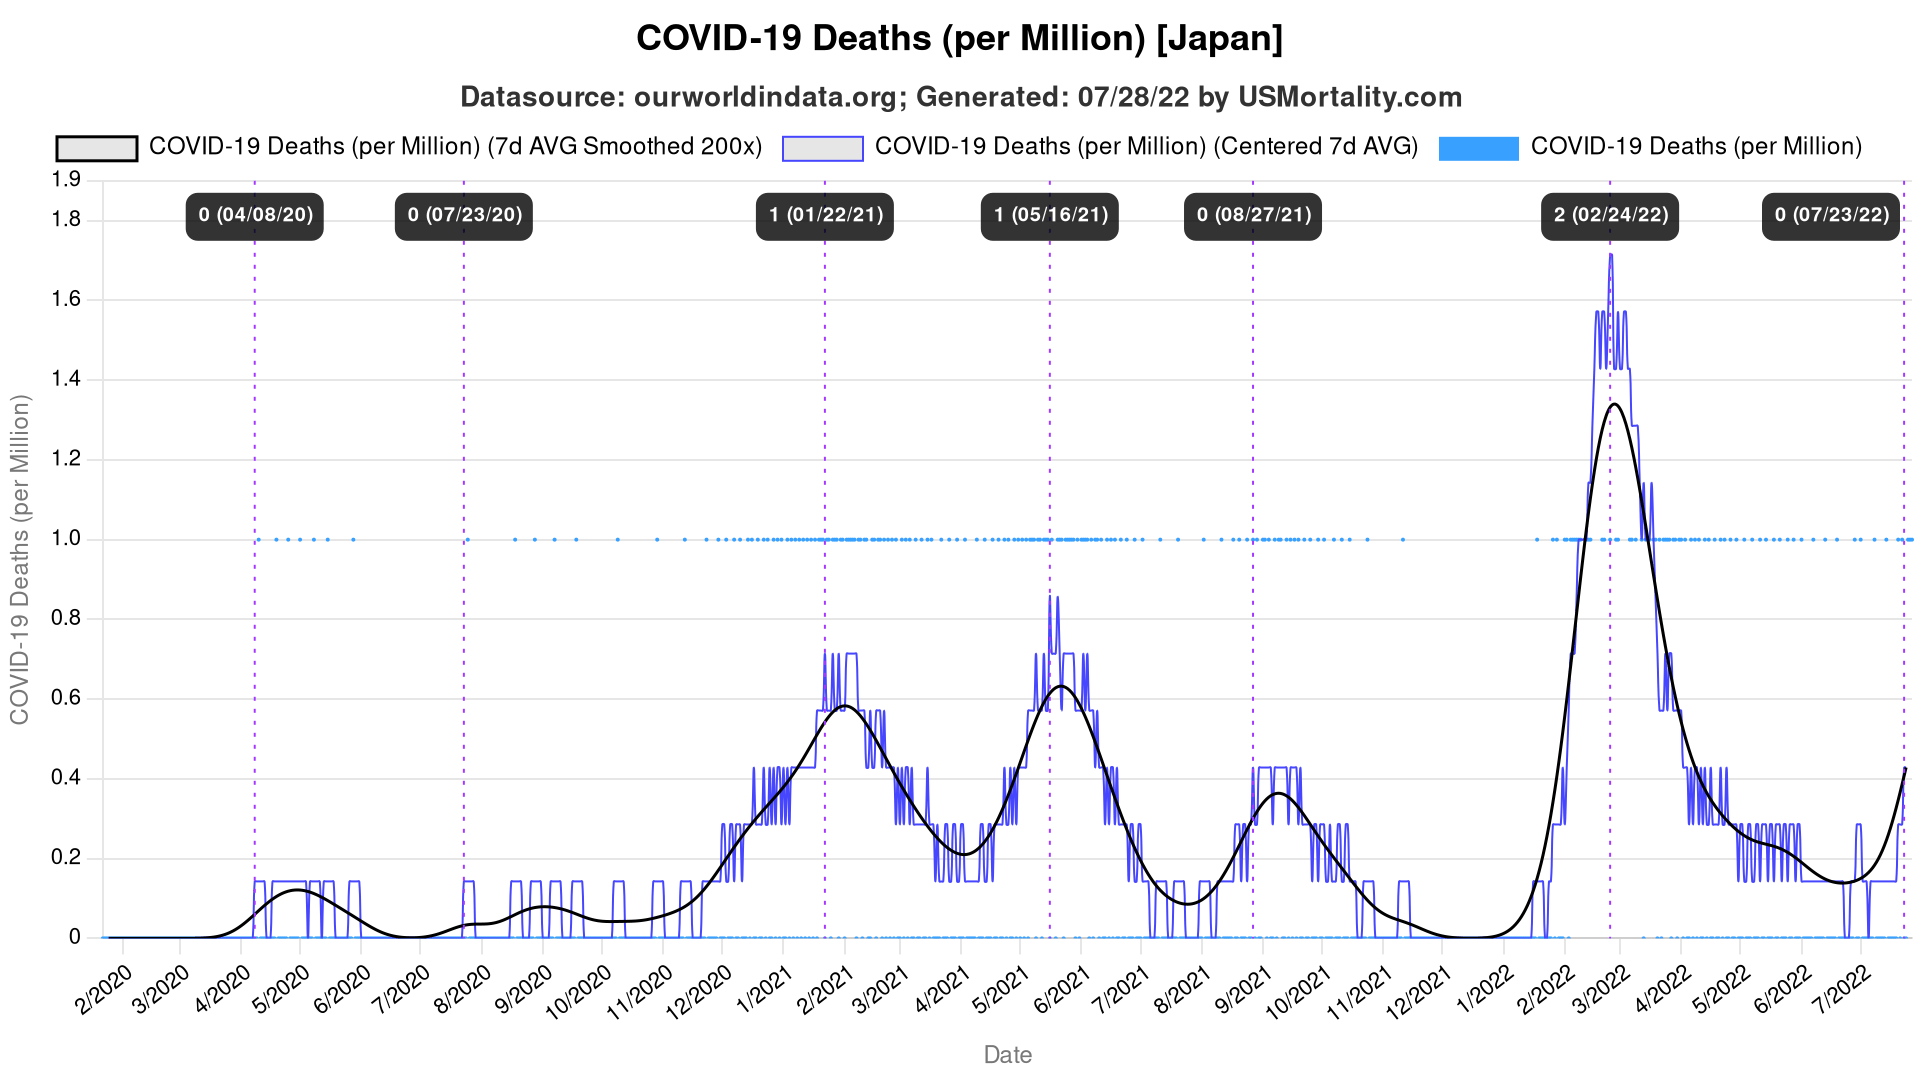 COVID-19 Deaths (per Million) [Japan]
Datasource: ourworldindata.org; Generated: 07/28/22 by USMortality.com
COVID-19 Deaths (per Million) (7d AVG Smoothed 200x) COVID-19 Deaths (per Million) (Centered 7d AVG) COVID-19 Deaths (per Million)
0 (04/08/20) 0 (07/23/20) 1 (01/22/21) 1 (05/16/21) 0 (08/27/21) 2 (02/24/22) 0 (07/23/22)
COVID-19 Deaths (per Million)
1.9
1.8
1.6
1.4
1.2
1.0
0.8
0.6
0.4
0.2
0
2/2020 3/2020 4/2020 5/2020 6/2020 7/2020 8/2020 9/2020 10/2020 11/2020 12/2020 1/2021 2/2021 3/2021 4/2021 5/2021 6/2021 7/2021 8/2021 9/2021 10/2021 11/2021 12/2021 1/2022 2/2022 3/2022 4/2022 5/2022 6/2022 7/2022
Date